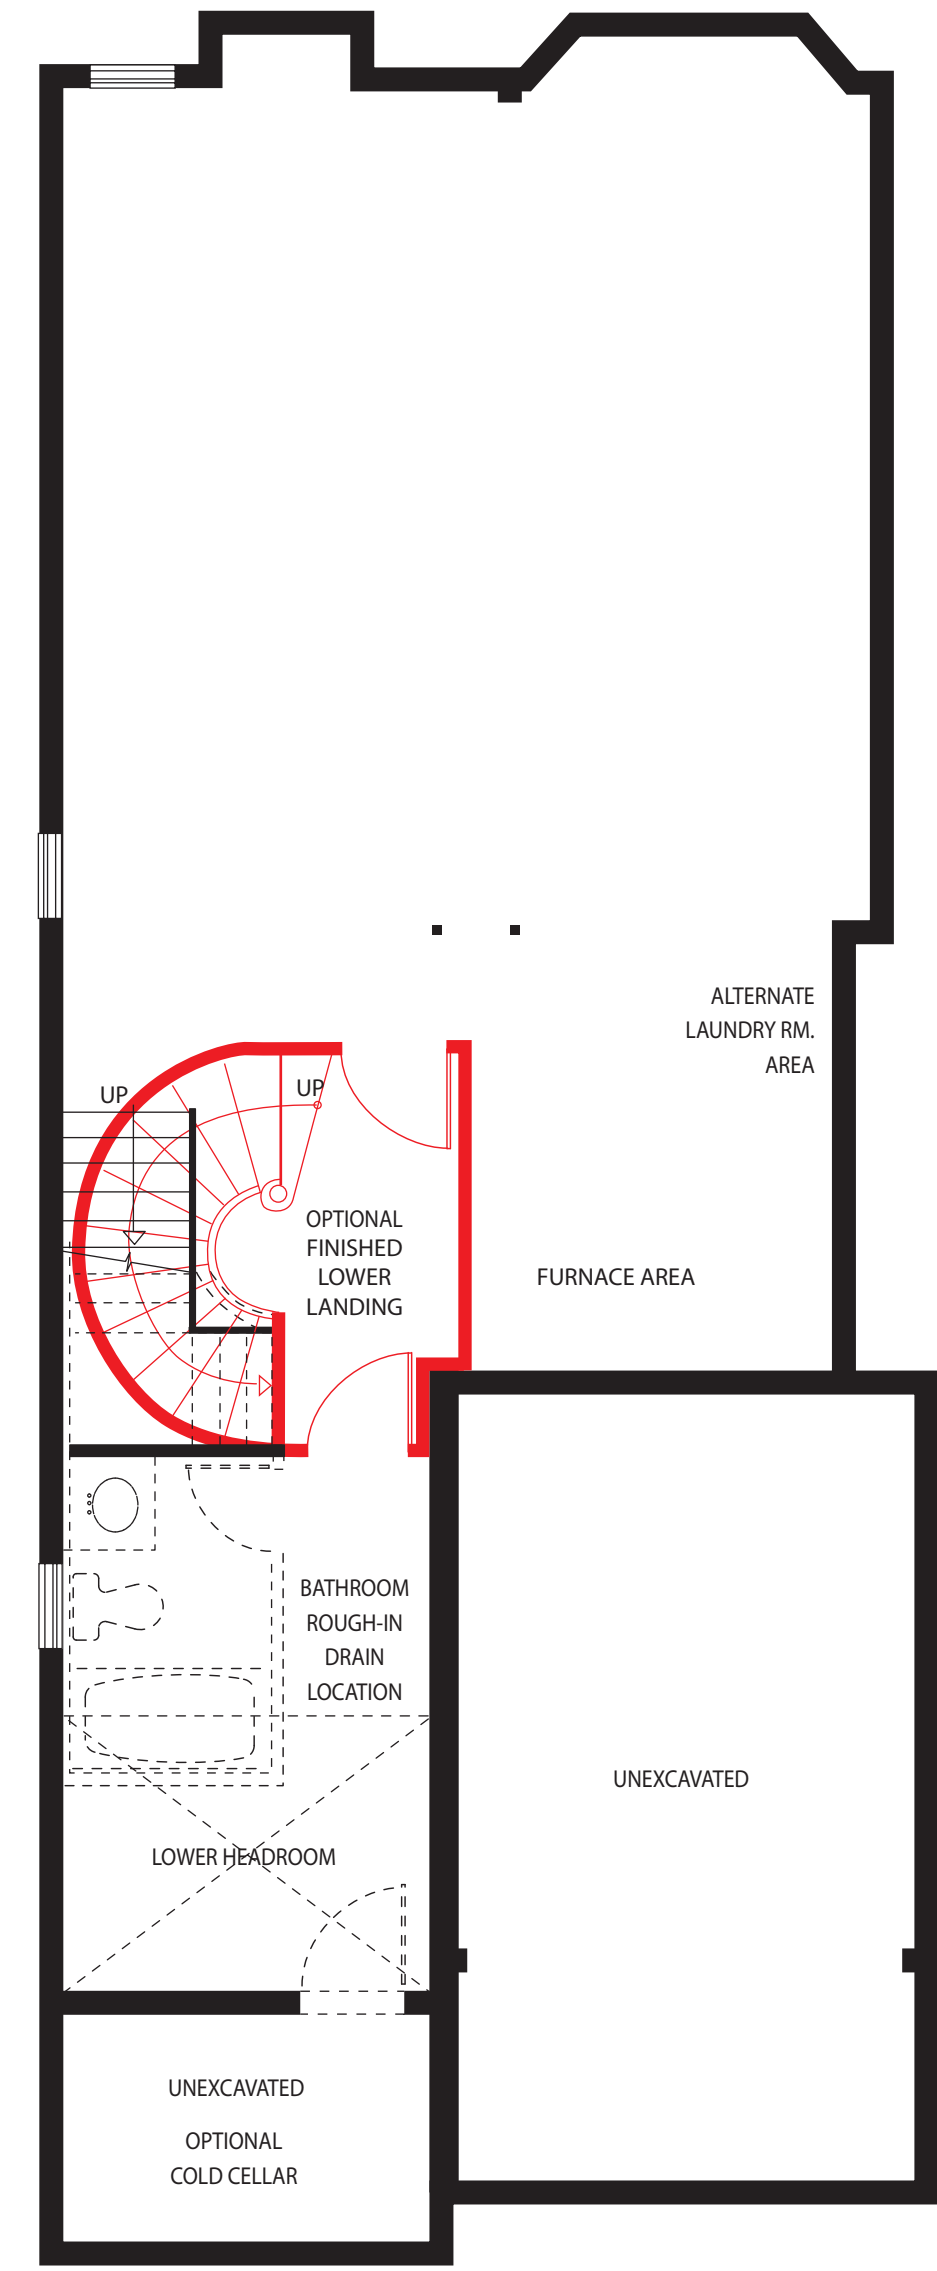 ALTERNATE
LAUNDRY RM.
AREA
UP
UP
OPTIONAL
FINISHED
LOWER
LANDING
FURNACE AREA
BATHROOM
ROUGH-IN
DRAIN
LOCATION
UNEXCAVATED
LOWER HEADROOM
UNEXCAVATED
OPTIONAL
COLD CELLAR